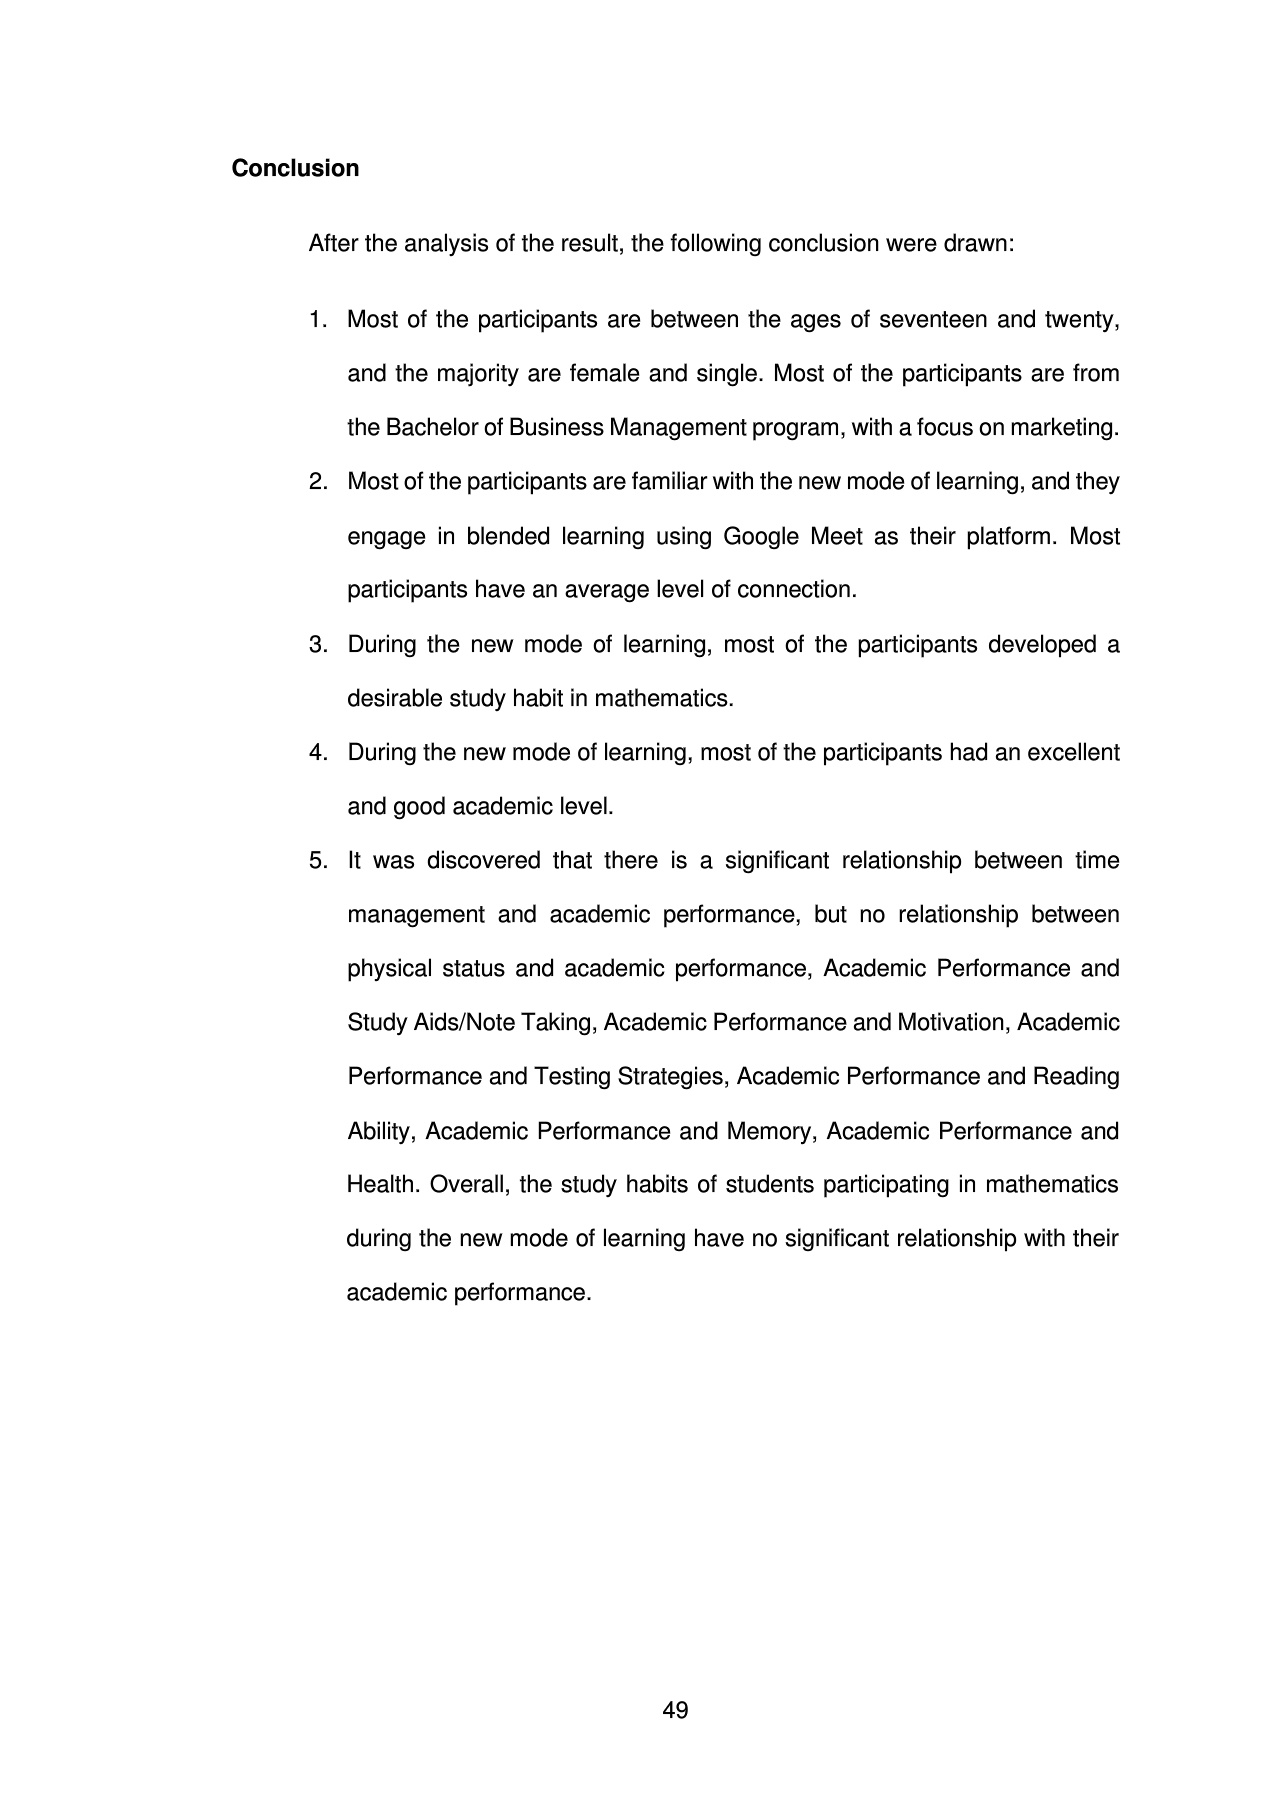 Conclusion
After the analysis of the result, the following conclusion were drawn:
1. Most of the participants are between the ages of seventeen and twenty,
and the majority are female and single. Most of the participants are from
the Bachelor of Business Management program, with a focus on marketing.
2. Most of the participants are familiar with the new mode of learning, and they
engage in blended learning using Google Meet as their platform. Most
participants have an average level of connection.
3. During the new mode of learning, most of the participants developed a
desirable study habit in mathematics.
4. During the new mode of learning, most of the participants had an excellent
and good academic level.
5. It was discovered that there is a significant relationship between time
management and academic performance, but no relationship between
physical status and academic performance, Academic Performance and
Study Aids/Note Taking, Academic Performance and Motivation, Academic
Performance and Testing Strategies, Academic Performance and Reading
Ability, Academic Performance and Memory, Academic Performance and
Health. Overall, the study habits of students participating in mathematics
during the new mode of learning have no significant relationship with their
academic performance.
49